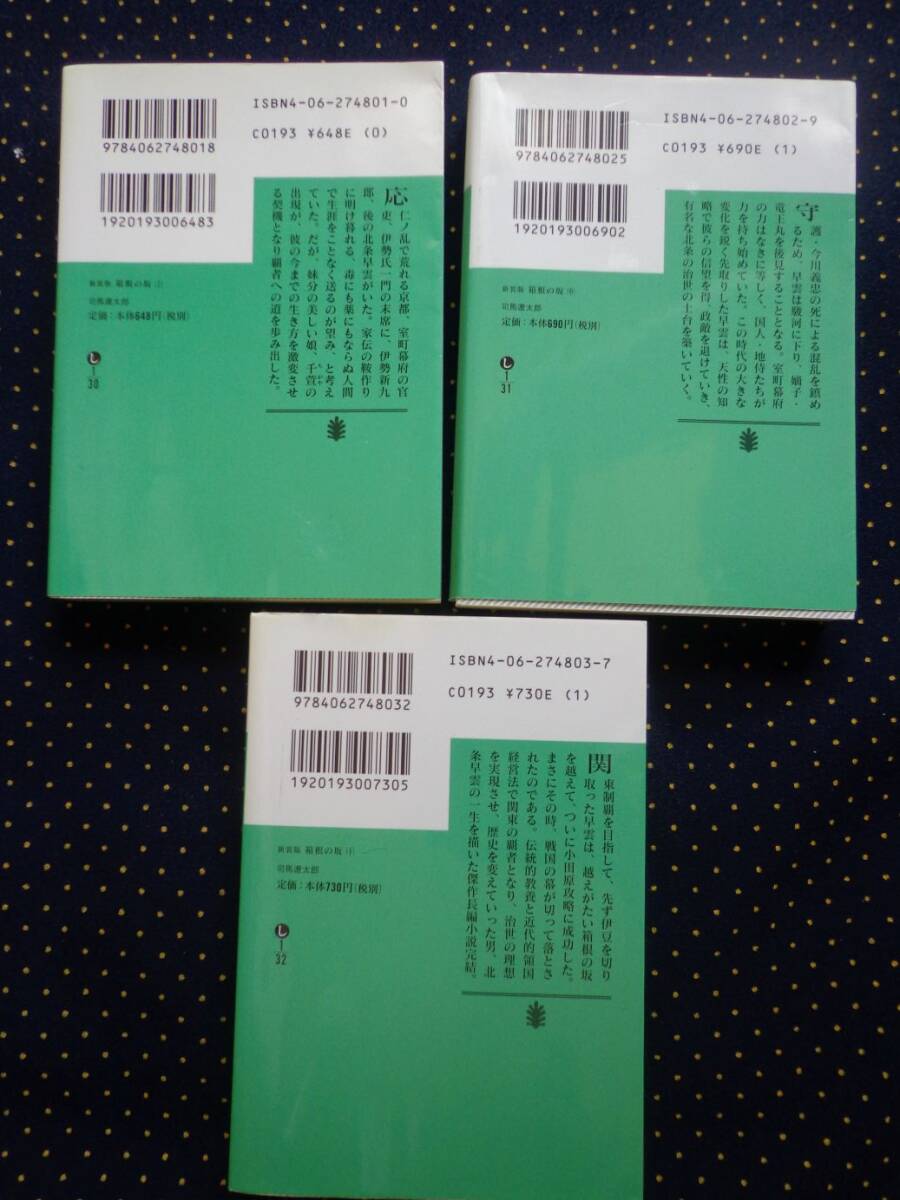 ISBN4-06-274801-0
C0193 ¥648E (0)
9784062748018
1920193006483
応仁ノ乱で荒れる京都、室町幕府の官
吏、伊勢氏一門の末席に、伊勢新九
郎、後の北条早雲がいた。家伝の鞍作り
に明け暮れる、毒にも薬にもならぬ人間
で生涯をことなく送るのが望み、と考え
ていた。だが、妹分の美しい娘、千萱の
ちがや
出現が、彼の今までの生き方を激変させ
る契機となり覇者への道を歩み出した。
新装版 箱根の坂 (上)
司馬遼太郎
定価:本体648円(税別)
し
1
30
ISBN4-06-274802-9
C0193 ¥690E (1)
9784062748025
1920193006902
守護・今川義忠の死による混乱を鎮め
るため、早雲は駿河に下り、嫡子・
竜王丸を後見することとなる。室町幕府
の力はなきに等しく、国人・地侍たちが
力を持ち始めていた。この時代の大きな
変化を鋭く先取りした早雲は、天性の知
略で彼らの信望を得、政敵を退けていき、
有名な北条の治世の土台を築いていく。
新装版 箱根の坂 (中)
司馬遼太郎
定価:本体690円(税別)
し
1
31
ISBN4-06-274803-7
C0193 ¥730E (1)
9784062748032
1920193007305
関東制覇を目指して、先ず伊豆を切り
取った早雲は、越えがたい箱根の坂
を越えて、ついに小田原攻略に成功した。
まさにその時、戦国の幕が切って落とさ
れたのである。伝統的教養と近代的領国
経営法で関東の覇者となり、治世の理想
を実現させ、歴史を変えていった男、北
条早雲の一生を描いた傑作長編小説完結。
新装版 箱根の坂 (下)
司馬遼太郎
定価:本体730円(税別)
し
1
32